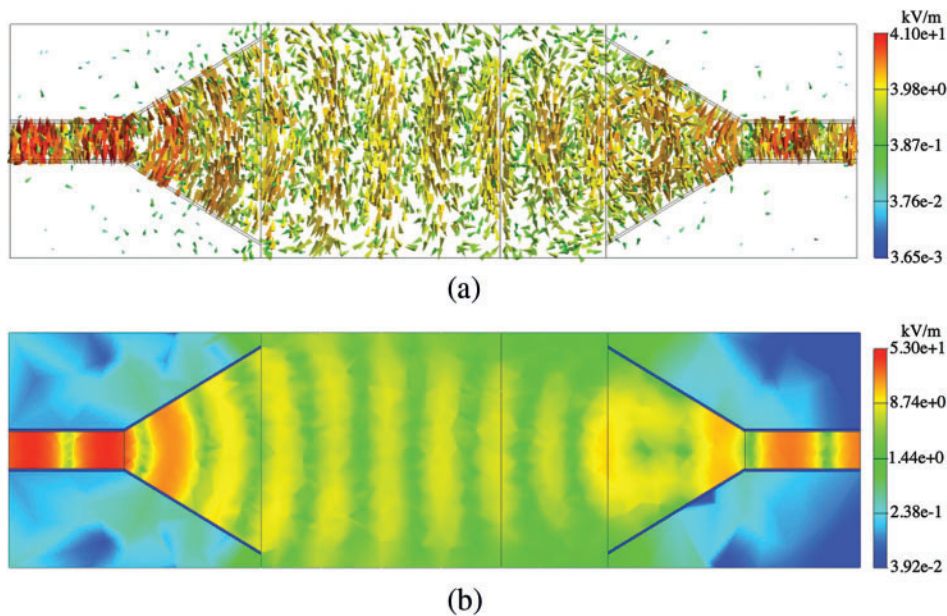 kV/m
4.10e+1
3.98e+0
3.87e-1
3.76e-2
3.65e-3
(a)
kV/m
5.30e+1
8.74e+0
1.44e+0
2.38e-1
3.92e-2
(b)